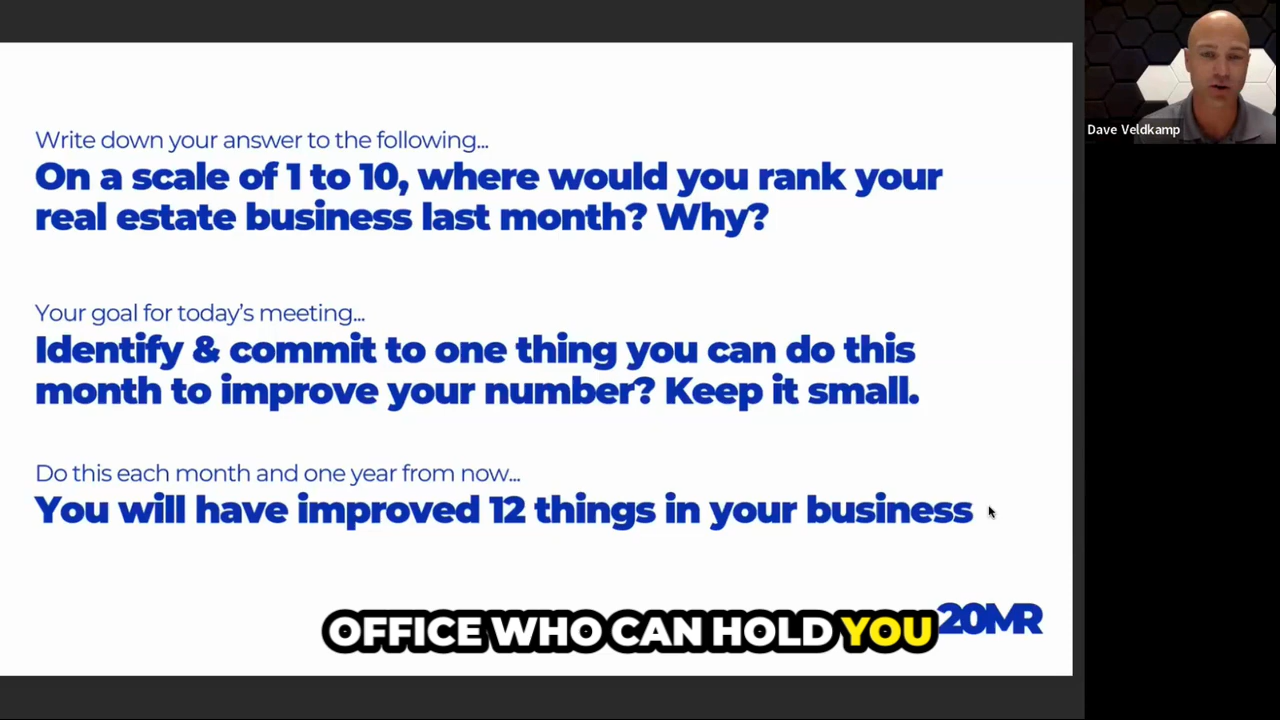 Write down your answer to the following...
On a scale of 1 to 10, where would you rank your
real estate business last month? Why?
Your goal for today's meeting...
Identify & commit to one thing you can do this
month to improve your number? Keep it small.
Do this each month and one year from now...
You will have improved 12 things in your business
20MR
OFFICE WHO CAN HOLD YOU
Dave Veldkamp